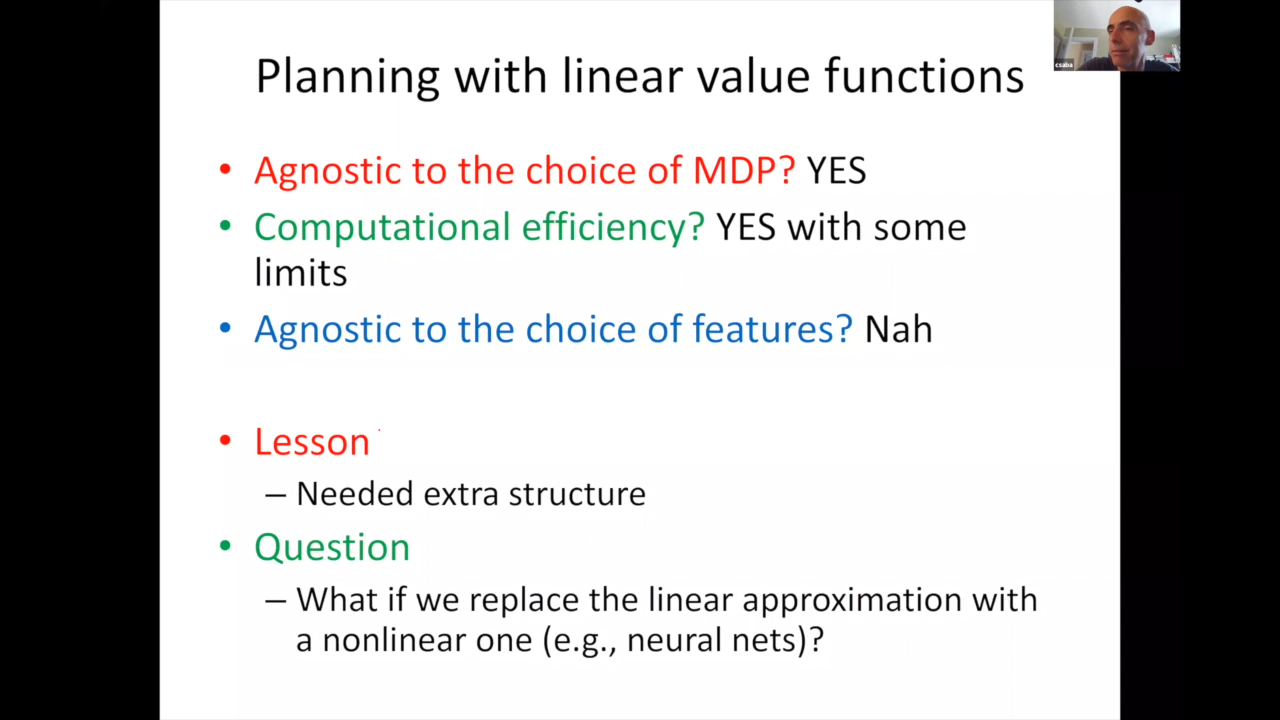 csaba
Planning with linear value functions
• Agnostic to the choice of MDP? YES
• Computational efficiency? YES with some
limits
• Agnostic to the choice of features? Nah
• Lesson
– Needed extra structure
• Question
– What if we replace the linear approximation with
a nonlinear one (e.g., neural nets)?